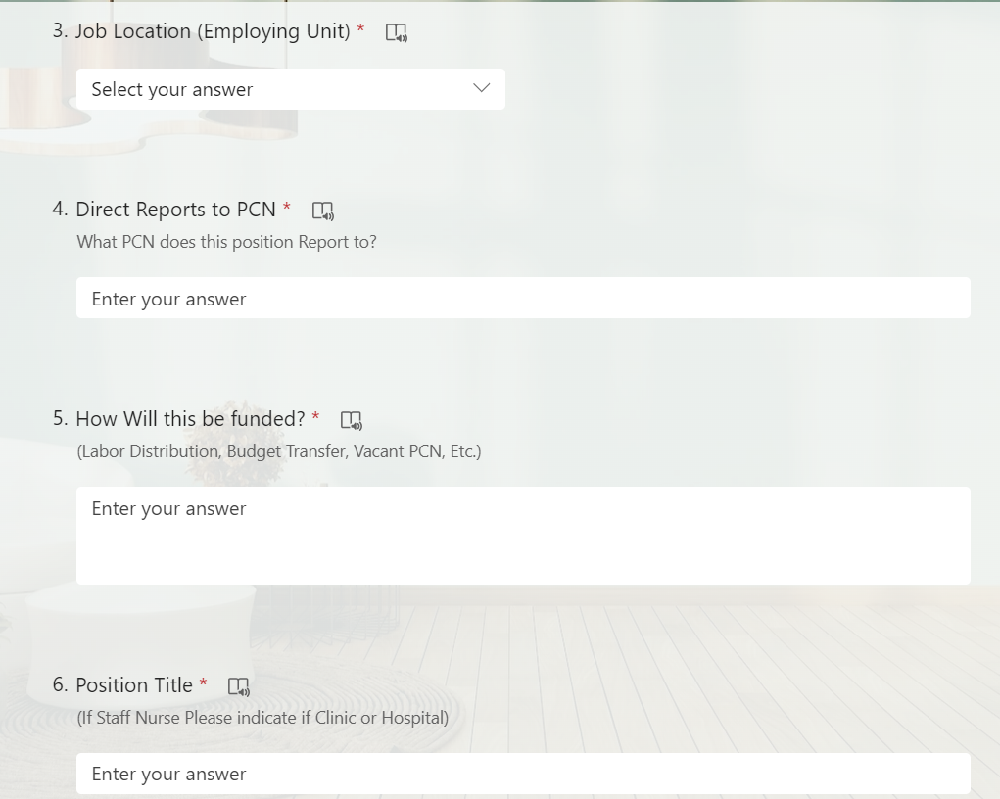 3. Job Location (Employing Unit) *
Select your answer
4. Direct Reports to PCN *
What PCN does this position Report to?
Enter your answer
5. How Will this be funded? *
(Labor Distribution, Budget Transfer, Vacant PCN, Etc.)
Enter your answer
6. Position Title *
(If Staff Nurse Please indicate if Clinic or Hospital)
Enter your answer